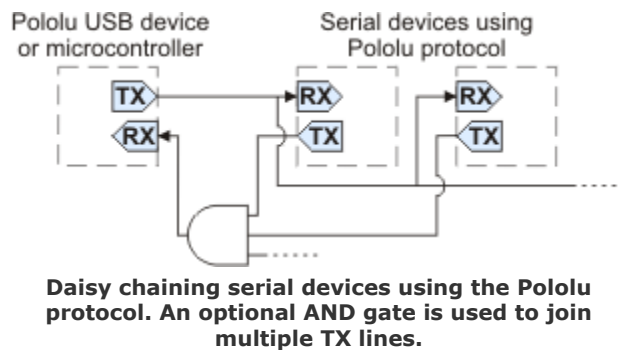 Pololu USB device
or microcontroller
Serial devices using
Pololu protocol
TX
RX
RX
TX
RX
TX
Daisy chaining serial devices using the Pololu
protocol. An optional AND gate is used to join
multiple TX lines.